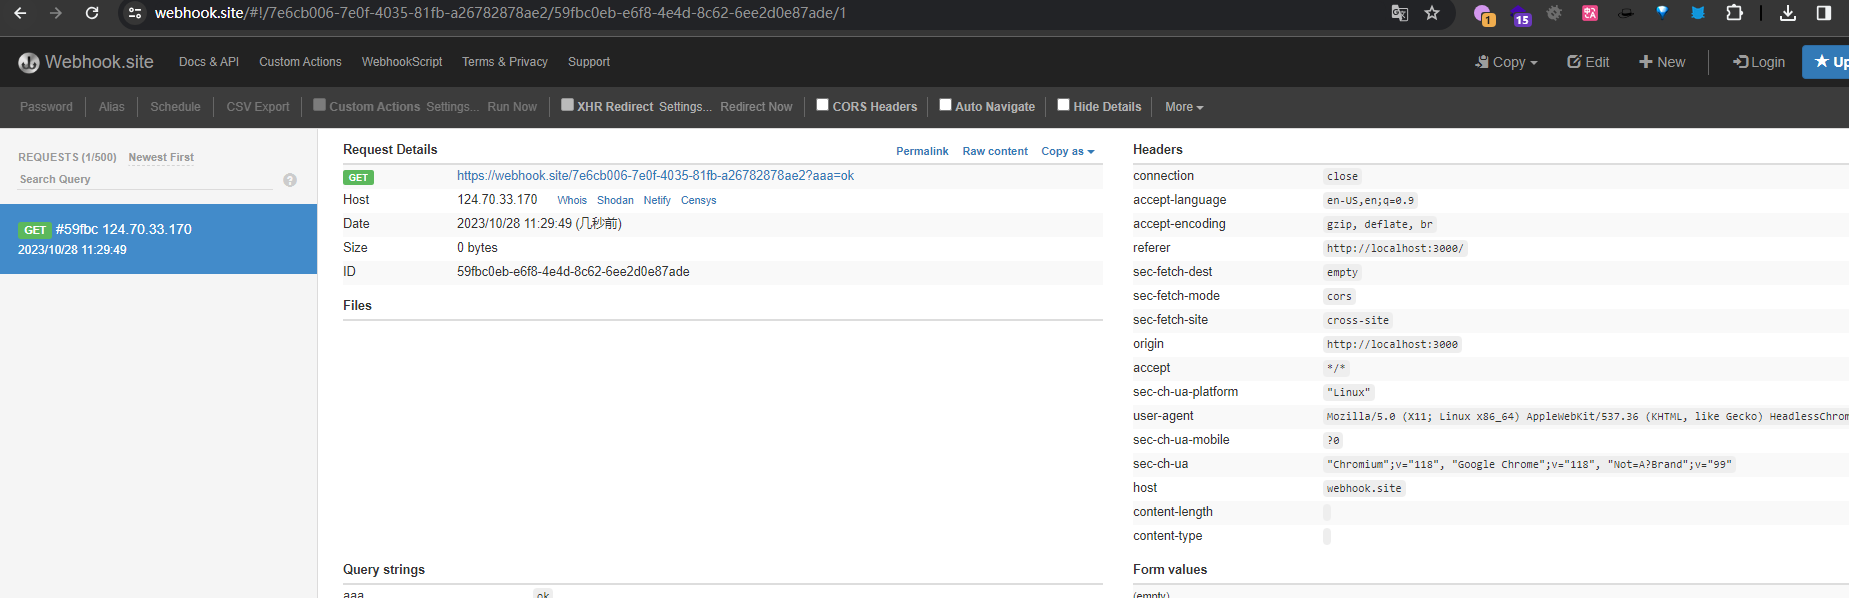 webhook.site/#!/7e6cb006-7e0f-4035-81fb-a26782878ae2/59fbc0eb-e6f8-4e4d-8c62-6ee2d0e87ade/1
1
15
Webhook.site Docs & API Custom Actions WebhookScript Terms & Privacy Support Copy Edit New Login Up
Password Alias Schedule CSV Export Custom Actions Settings... Run Now XHR Redirect Settings... Redirect Now CORS Headers Auto Navigate Hide Details More
REQUESTS (1/500) Newest First
Search Query ?
GET #59fbc 124.70.33.170
2023/10/28 11:29:49
Request Details Permalink Raw content Copy as
GET https://webhook.site/7e6cb006-7e0f-4035-81fb-a26782878ae2?aaa=ok
Host 124.70.33.170 Whois Shodan Netify Censys
Date 2023/10/28 11:29:49 (几秒前)
Size 0 bytes
ID 59fbc0eb-e6f8-4e4d-8c62-6ee2d0e87ade
Files
Query strings
aaa ok
Headers
connection close
accept-language en-US,en;q=0.9
accept-encoding gzip, deflate, br
referer http://localhost:3000/
sec-fetch-dest empty
sec-fetch-mode cors
sec-fetch-site cross-site
origin http://localhost:3000
accept */*
sec-ch-ua-platform "Linux"
user-agent Mozilla/5.0 (X11; Linux x86_64) AppleWebKit/537.36 (KHTML, like Gecko) HeadlessChrom
sec-ch-ua-mobile ?0
sec-ch-ua "Chromium";v="118", "Google Chrome";v="118", "Not=A?Brand";v="99"
host webhook.site
content-length
content-type
Form values
(empty)